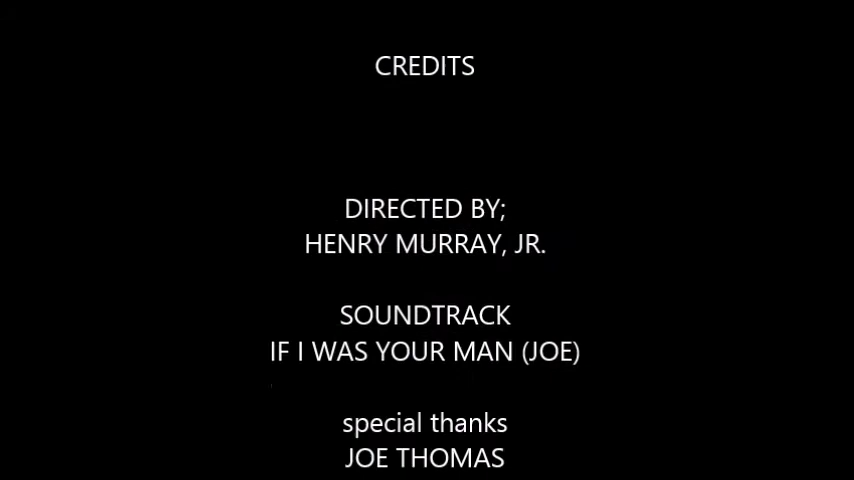 CREDITS
DIRECTED BY;
HENRY MURRAY, JR.
SOUNDTRACK
IF I WAS YOUR MAN (JOE)
special thanks
JOE THOMAS